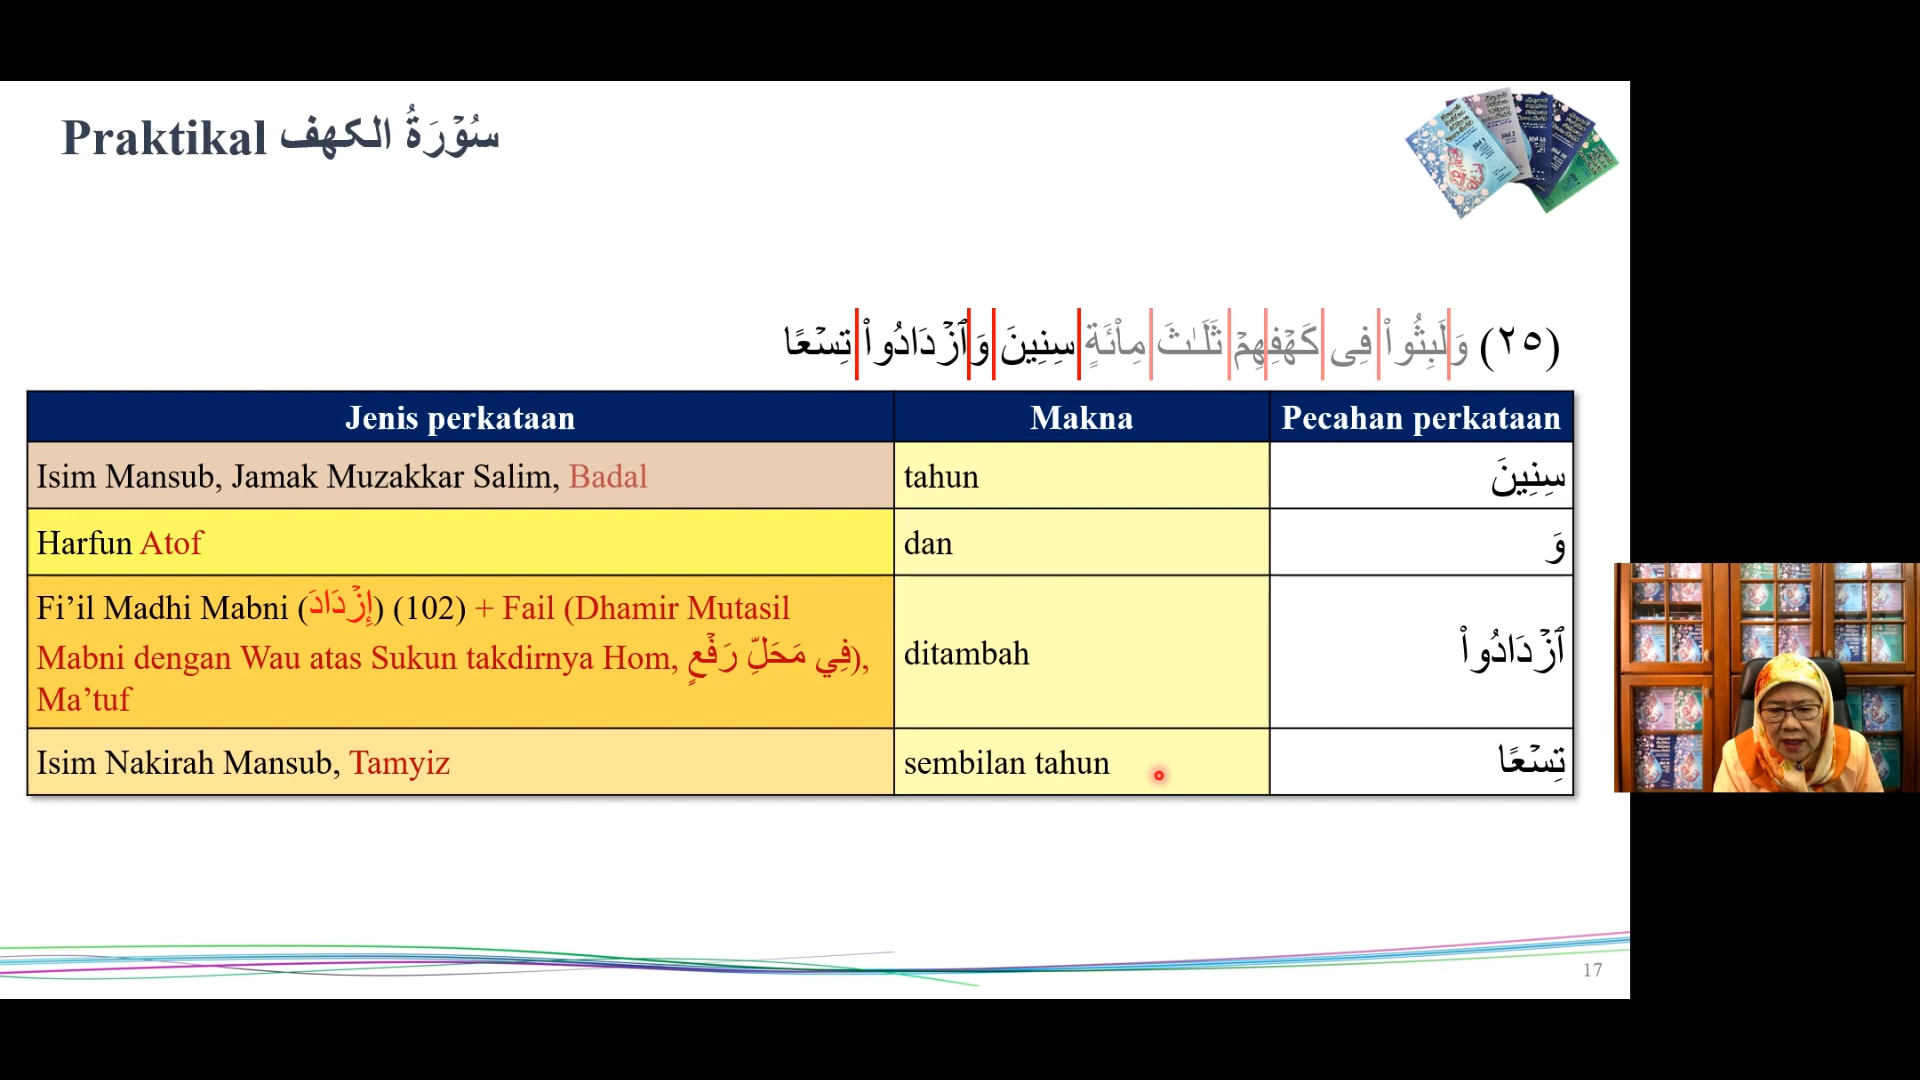 Praktikal سُوْرَةُ الكهف
(٢٥) وَلَبِثُوا۟ فِى كَهْفِهِمْ ثَلَـٰثَ مِا۟ئَةٍ سِنِينَ وَٱزْدَادُوا۟ تِسْعًا
Jenis perkataan Makna Pecahan perkataan
Isim Mansub, Jamak Muzakkar Salim, Badal tahun سِنِينَ
Harfun Atof dan وَ
Fi’il Madhi Mabni (إِزْدَادَ) (102) + Fail (Dhamir Mutasil
Mabni dengan Wau atas Sukun takdirnya Hom, فِي مَحَلِّ رَفْعٍ),
Ma’tuf
ditambah ٱزْدَادُوا۟
Isim Nakirah Mansub, Tamyiz sembilan tahun تِسْعًا
17